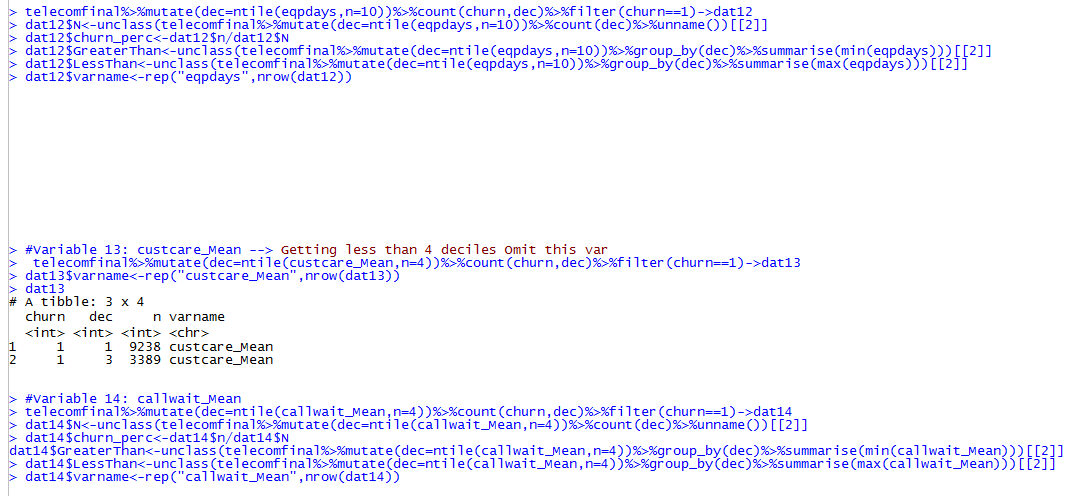 > telecomfinal%>%mutate(dec=ntile(eqpdays,n=10))%>%count(churn,dec)%>%filter(churn==1)->dat12
> dat12$N<-unclass(telecomfinal%>%mutate(dec=ntile(eqpdays,n=10))%>%count(dec)%>%unname())[[2]]
> dat12$churn_perc<-dat12$n/dat12$N
> dat12$GreaterThan<-unclass(telecomfinal%>%mutate(dec=ntile(eqpdays,n=10))%>%group_by(dec)%>%summarise(min(eqpdays)))[[2]]
> dat12$LessThan<-unclass(telecomfinal%>%mutate(dec=ntile(eqpdays,n=10))%>%group_by(dec)%>%summarise(max(eqpdays)))[[2]]
> dat12$varname<-rep("eqpdays",nrow(dat12))
> #Variable 13: custcare_Mean --> Getting less than 4 deciles Omit this var
>  telecomfinal%>%mutate(dec=ntile(custcare_Mean,n=4))%>%count(churn,dec)%>%filter(churn==1)->dat13
> dat13$varname<-rep("custcare_Mean",nrow(dat13))
> dat13
# A tibble: 3 x 4
  churn   dec     n varname
  <int> <int> <int> <chr>
1     1     1  9238 custcare_Mean
2     1     3  3389 custcare_Mean
> #Variable 14: callwait_Mean
> telecomfinal%>%mutate(dec=ntile(callwait_Mean,n=4))%>%count(churn,dec)%>%filter(churn==1)->dat14
> dat14$N<-unclass(telecomfinal%>%mutate(dec=ntile(callwait_Mean,n=4))%>%count(dec)%>%unname())[[2]]
> dat14$churn_perc<-dat14$n/dat14$N
dat14$GreaterThan<-unclass(telecomfinal%>%mutate(dec=ntile(callwait_Mean,n=4))%>%group_by(dec)%>%summarise(min(callwait_Mean)))[[2]]
> dat14$LessThan<-unclass(telecomfinal%>%mutate(dec=ntile(callwait_Mean,n=4))%>%group_by(dec)%>%summarise(max(callwait_Mean)))[[2]]
> dat14$varname<-rep("callwait_Mean",nrow(dat14))